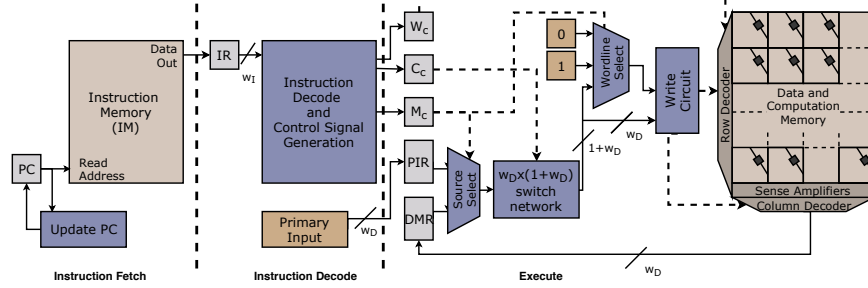 Data
Out
Instruction
Memory
(IM)
Read
Address
PC
Update PC
Instruction Fetch
IR
w_I
Instruction
Decode
and
Control Signal
Generation
Primary
Input
w_D
Instruction Decode
W_c
C_c
M_c
PIR
DMR
Source
Select
w_Dx(1+w_D)
switch
network
0
1
Wordline
Select
1+w_D
w_D
Write
Circuit
Row Decoder
Data and
Computation
Memory
Sense Amplifiers
Column Decoder
w_D
Execute